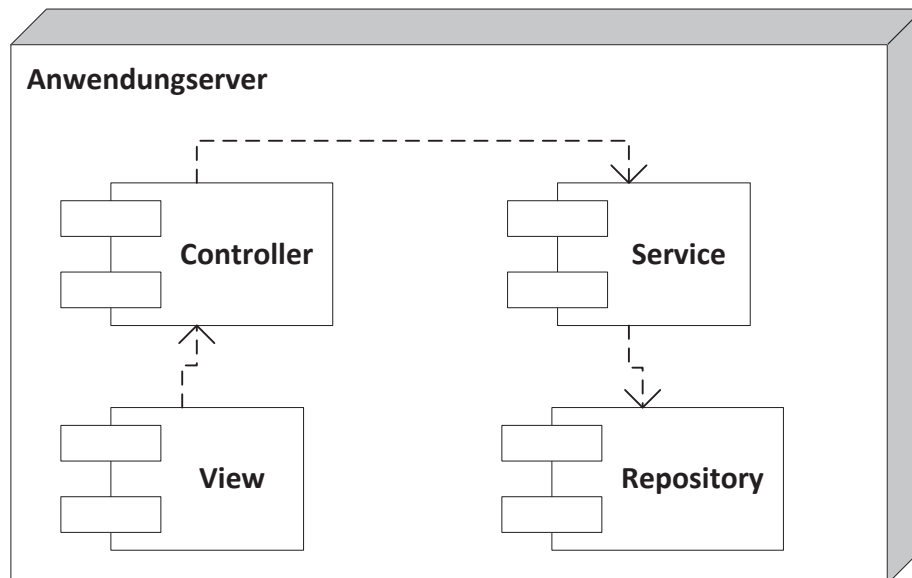 Anwendungserver
Controller
Service
View
Repository